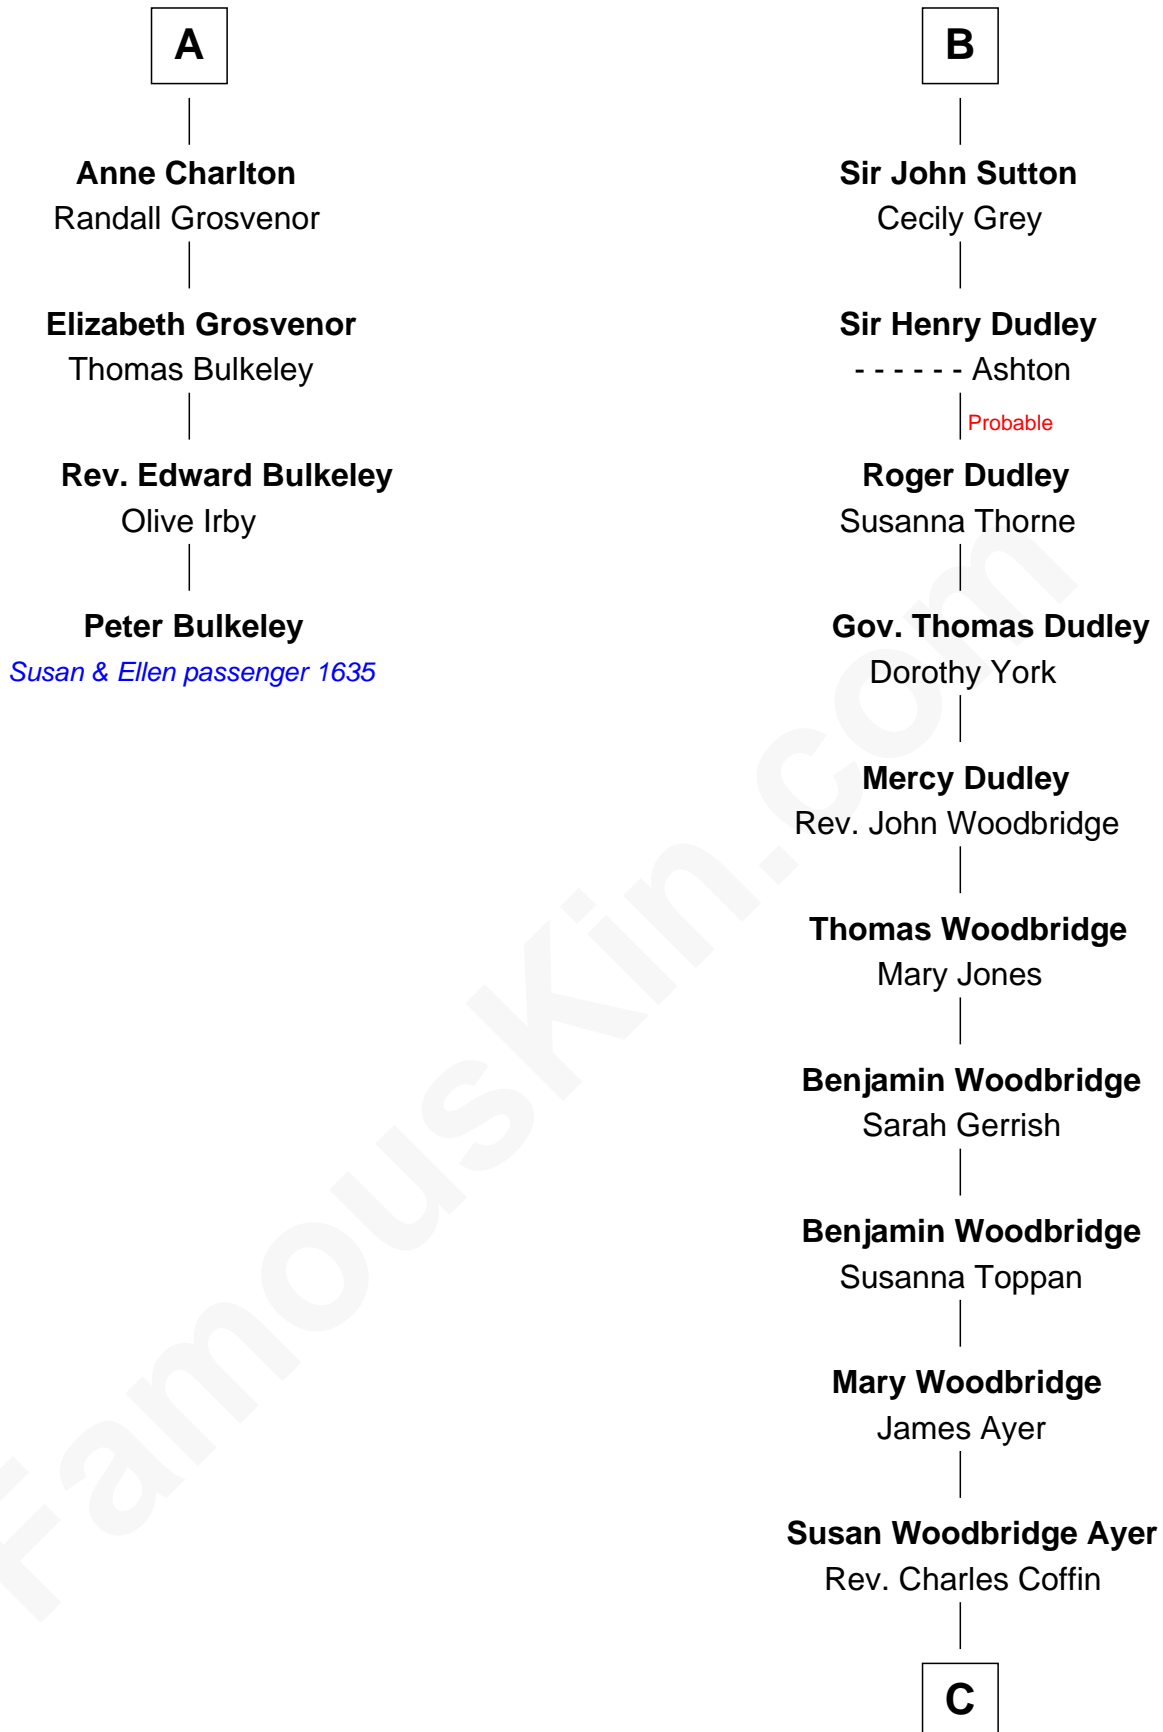 A
Anne Charlton
Randall Grosvenor
Elizabeth Grosvenor
Thomas Bulkeley
Rev. Edward Bulkeley
Olive Irby
Peter Bulkeley
Susan & Ellen passenger 1635
B
Sir John Sutton
Cecily Grey
Sir Henry Dudley
- - - - - - Ashton
Probable
Roger Dudley
Susanna Thorne
Gov. Thomas Dudley
Dorothy York
Mercy Dudley
Rev. John Woodbridge
Thomas Woodbridge
Mary Jones
Benjamin Woodbridge
Sarah Gerrish
Benjamin Woodbridge
Susanna Toppan
Mary Woodbridge
James Ayer
Susan Woodbridge Ayer
Rev. Charles Coffin
C
FamousKin.com